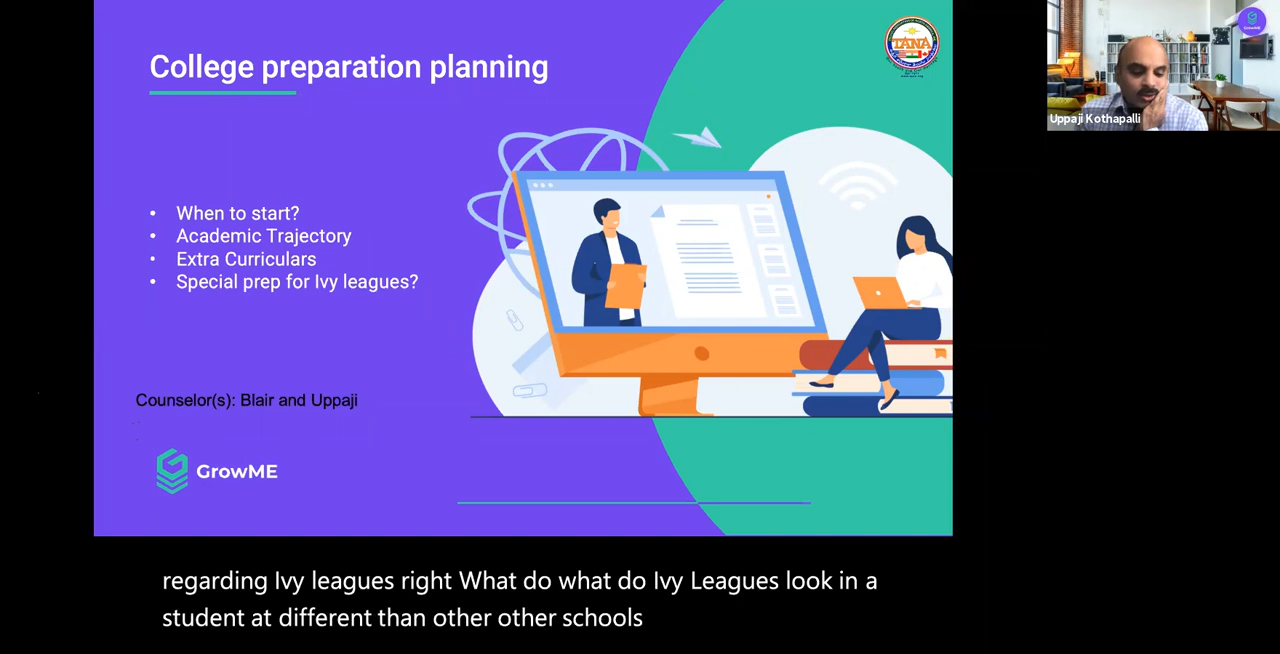 College preparation planning
TANA
• When to start?
• Academic Trajectory
• Extra Curriculars
• Special prep for Ivy leagues?
Counselor(s): Blair and Uppaji
GrowME
GrowME
Uppaji Kothapalli
regarding Ivy leagues right What do what do Ivy Leagues look in a
student at different than other other schools